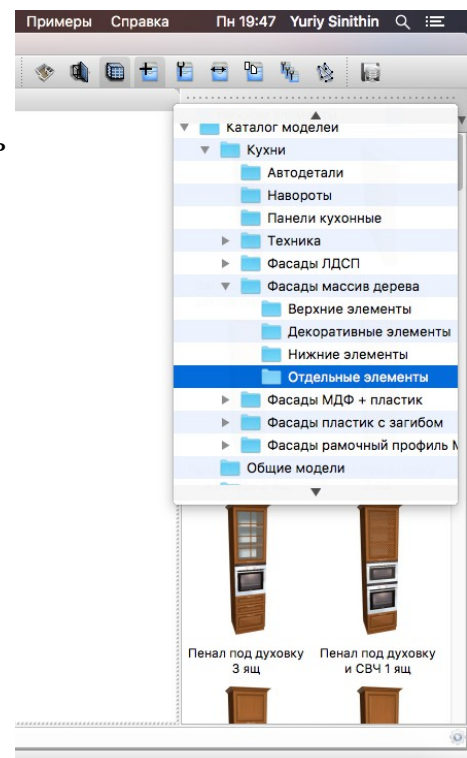 Примеры Справка Пн 19:47 Yuriy Sinithin
ь
Каталог моделей
Кухни
Автодетали
Навороты
Панели кухонные
Техника
Фасады ЛДСП
Фасады массив дерева
Верхние элементы
Декоративные элементы
Нижние элементы
Отдельные элементы
Фасады МДФ + пластик
Фасады пластик с загибом
Фасады рамочный профиль М
Общие модели
Пенал под духовку
3 ящ
Пенал под духовку
и СВЧ 1 ящ